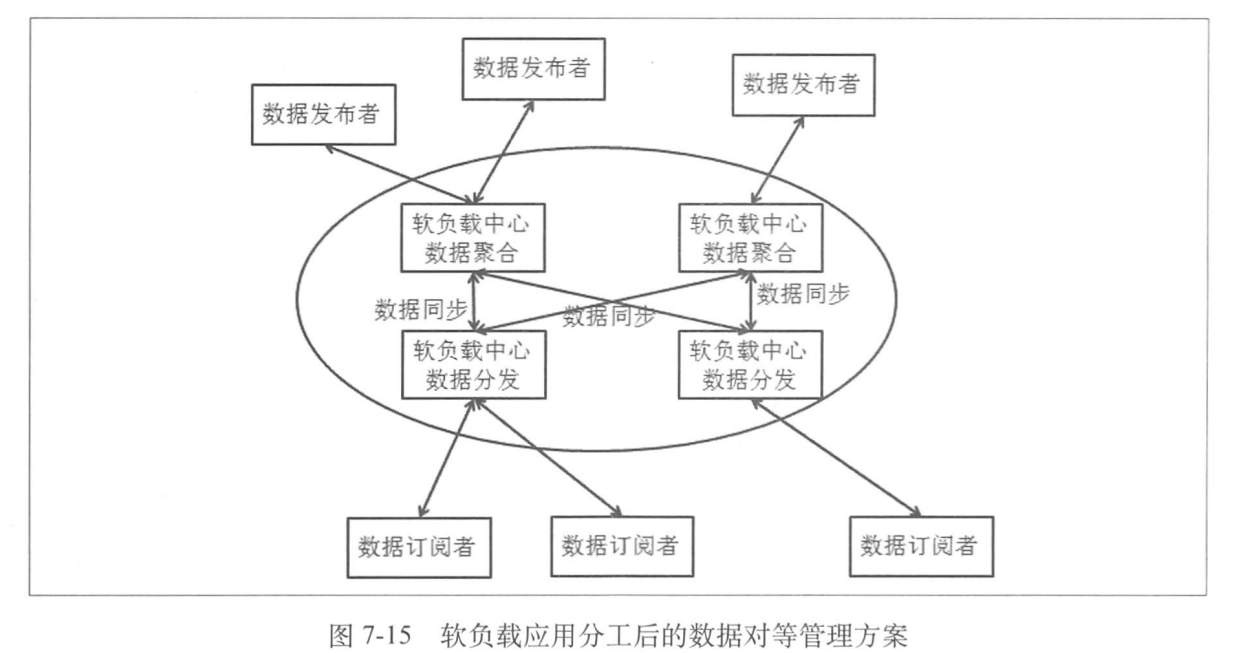 数据发布者
数据发布者
数据发布者
软负载中心
数据聚合
软负载中心
数据聚合
数据同步
数据同步
数据同步
软负载中心
数据分发
软负载中心
数据分发
数据订阅者
数据订阅者
数据订阅者
图 7-15 软负载应用分工后的数据对等管理方案